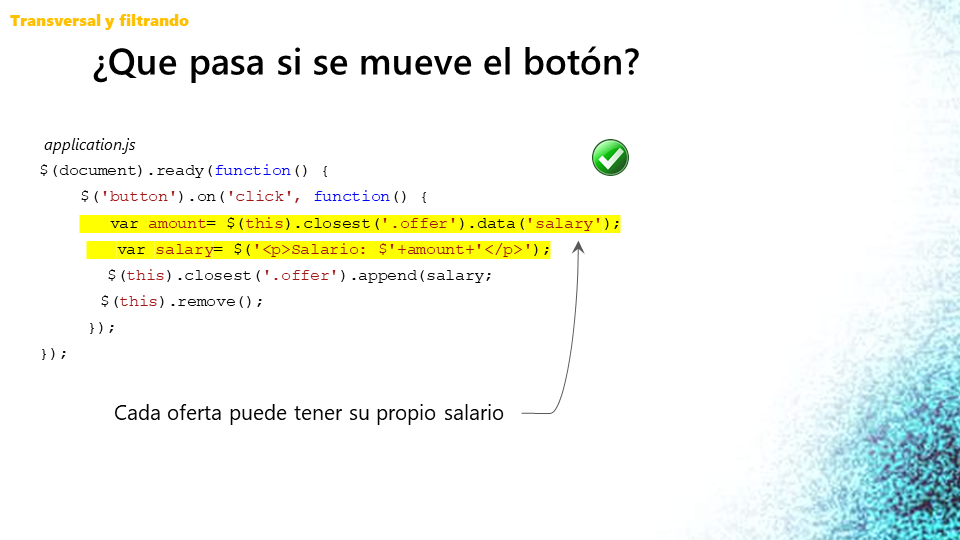 Transversal y filtrando
¿Que pasa si se mueve el botón?
application.js
$(document).ready(function() {
$('button').on('click', function() {
var amount= $(this).closest('.offer').data('salary');
var salary= $('<p>Salario: $'+amount+'</p>');
$(this).closest('.offer').append(salary;
$(this).remove();
});
});
Cada oferta puede tener su propio salario